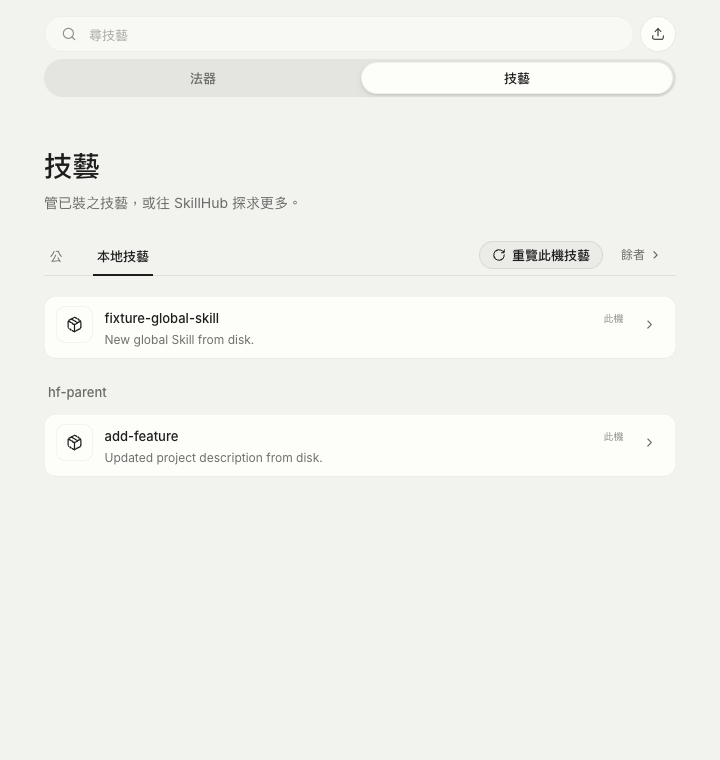 尋技藝
法器
技藝
技藝
管已裝之技藝，或往 SkillHub 探求更多。
公
本地技藝
重覽此機技藝
餘者
fixture-global-skill
此機
New global Skill from disk.
hf-parent
add-feature
此機
Updated project description from disk.